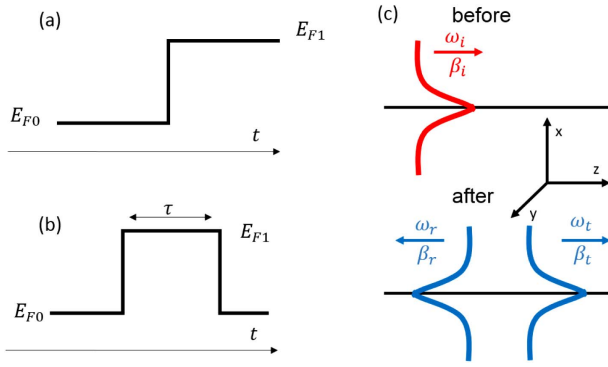 (a)
E_{F1}
E_{F0}
t
(b)
τ
E_{F1}
E_{F0}
t
(c)
before
ω_i
β_i
x
z
y
after
ω_r
β_r
ω_t
β_t